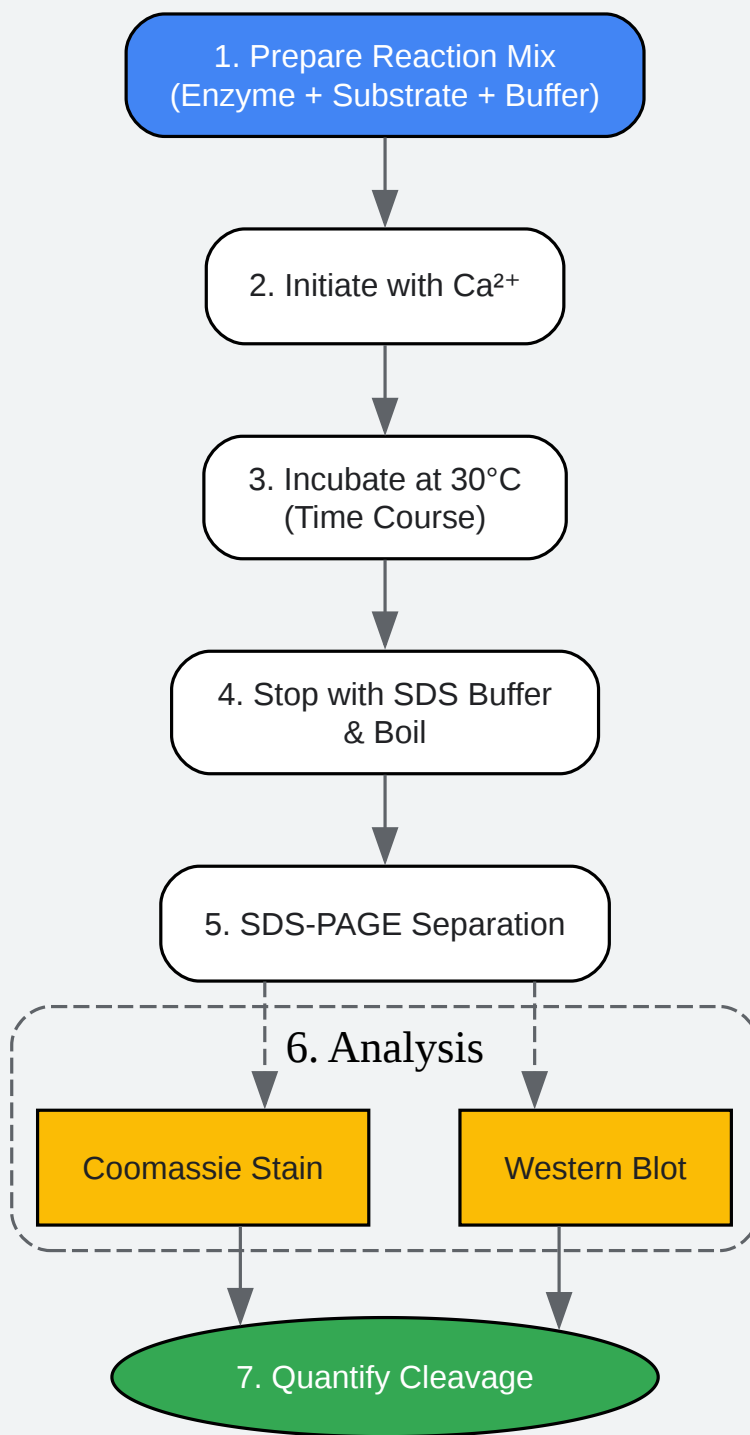 1. Prepare Reaction Mix
(Enzyme + Substrate + Buffer)
2. Initiate with Ca²⁺
3. Incubate at 30°C
(Time Course)
4. Stop with SDS Buffer
& Boil
5. SDS-PAGE Separation
6. Analysis
Coomassie Stain
Western Blot
7. Quantify Cleavage